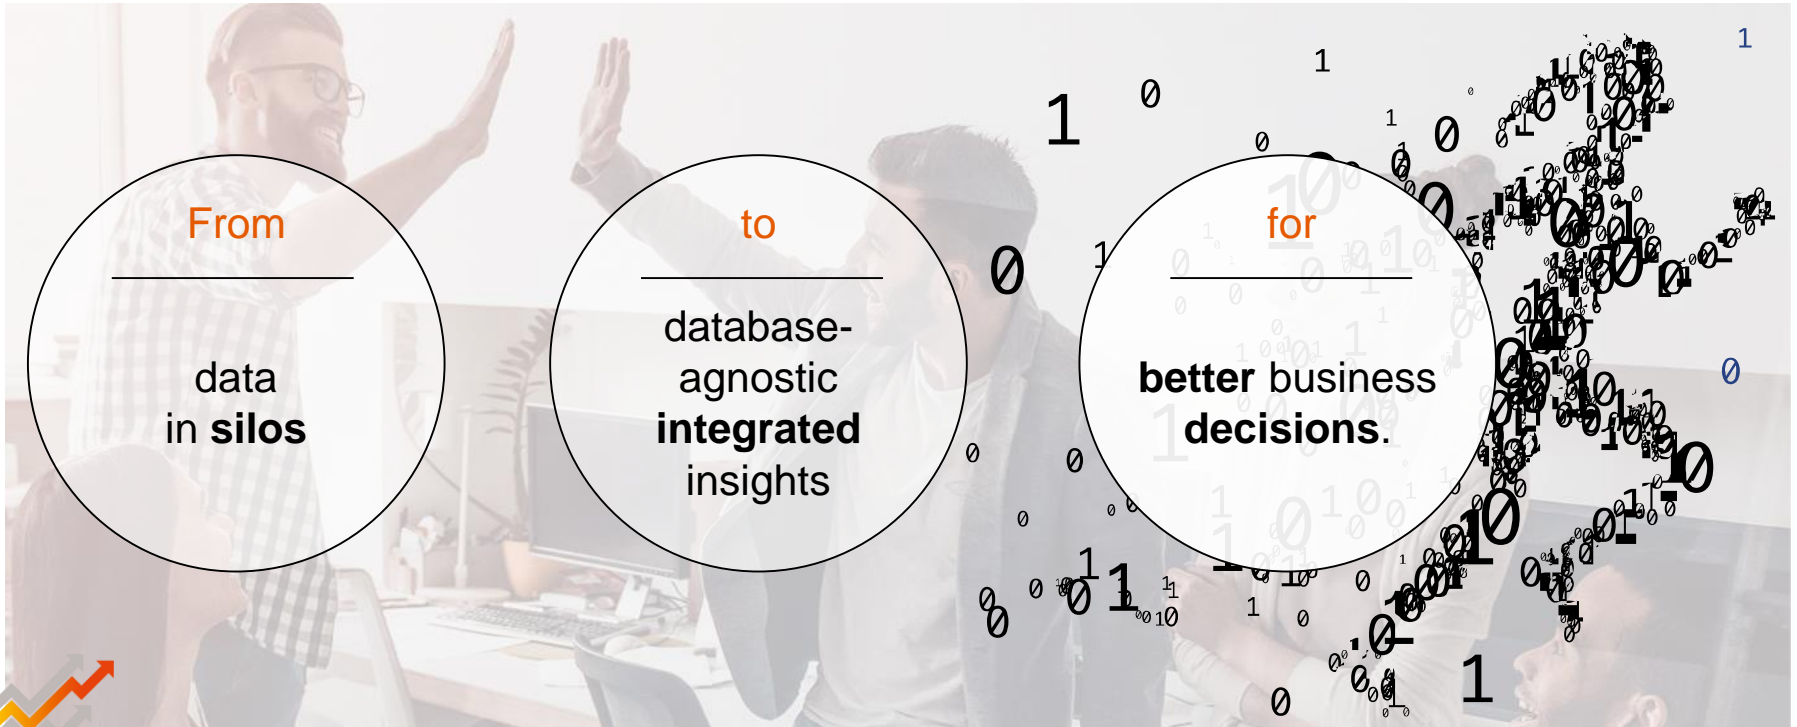 From
data
in silos
to
database-
agnostic
integrated
insights
for
better business
decisions.